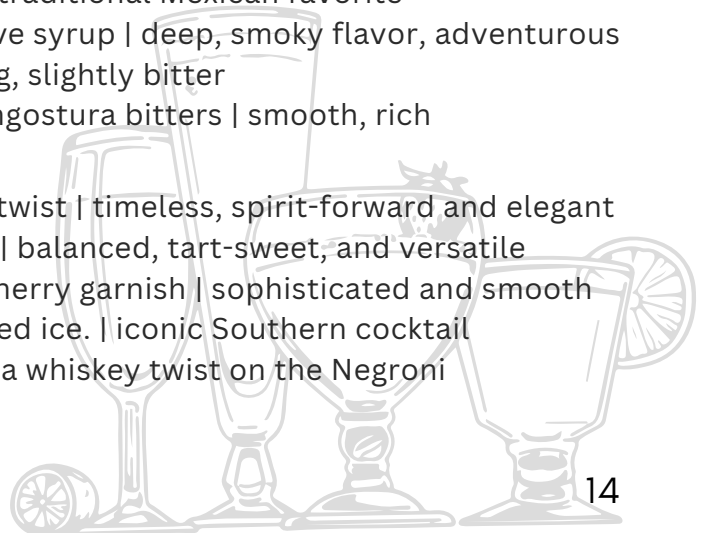 traditional Mexican favorite
ve syrup | deep, smoky flavor, adventurous
g, slightly bitter
ngostura bitters | smooth, rich
twist | timeless, spirit-forward and elegant
| balanced, tart-sweet, and versatile
herry garnish | sophisticated and smooth
ed ice. | iconic Southern cocktail
a whiskey twist on the Negroni
14